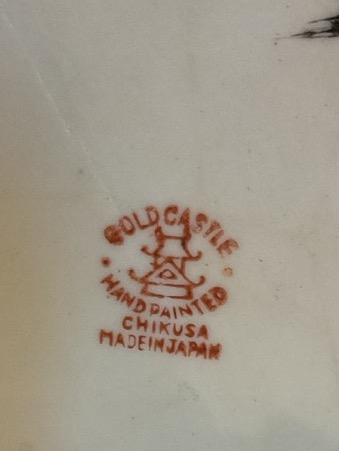 GOLD CASTLE
HAND PAINTED
CHIKUSA
MADE IN JAPAN